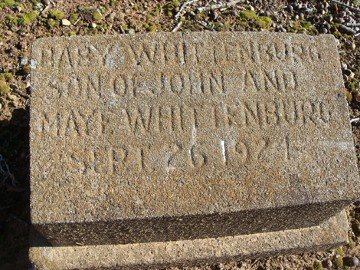 BABY WHITTENBURG
SON OF JOHN AND
MAYE WHITTENBURG
SEPT. 26 1921